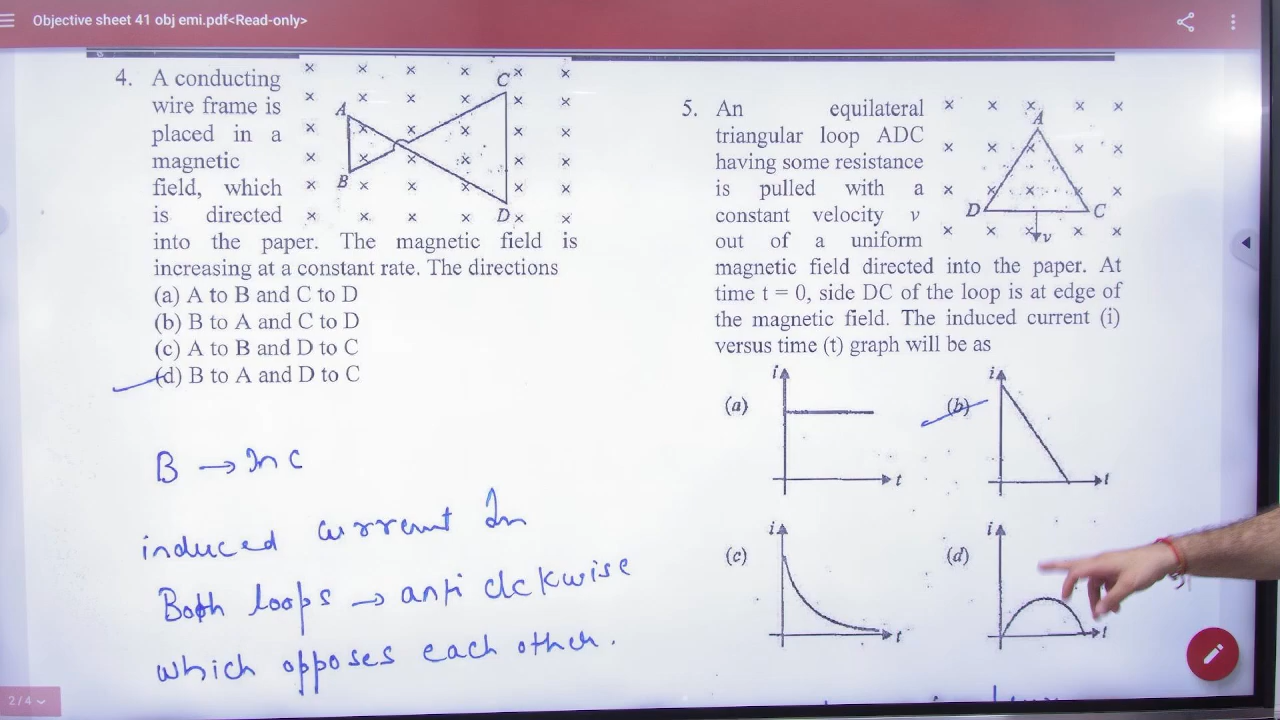 Objective sheet 41 obj emi.pdf<Read-only>
4. A conducting
wire frame is
placed in a
magnetic
field, which
is directed
into the paper. The magnetic field is
increasing at a constant rate. The directions
(a) A to B and C to D
(b) B to A and C to D
(c) A to B and D to C
(d) B to A and D to C
A
B
C
D
B → Inc
induced current In
Both loops → anti clckwise
which opposes each other.
5. An equilateral
triangular loop ADC
having some resistance
is pulled with a
constant velocity v
out of a uniform
magnetic field directed into the paper. At
time t = 0, side DC of the loop is at edge of
the magnetic field. The induced current (i)
versus time (t) graph will be as
A
D
C
v
(a)
i
t
(b)
i
t
(c)
i
t
(d)
i
t
2/4